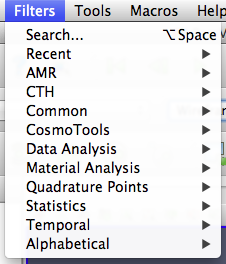 Filters Tools Macros Help
Search... ⌥Space
Recent
AMR
CTH
Common
CosmoTools
Data Analysis
Material Analysis
Quadrature Points
Statistics
Temporal
Alphabetical